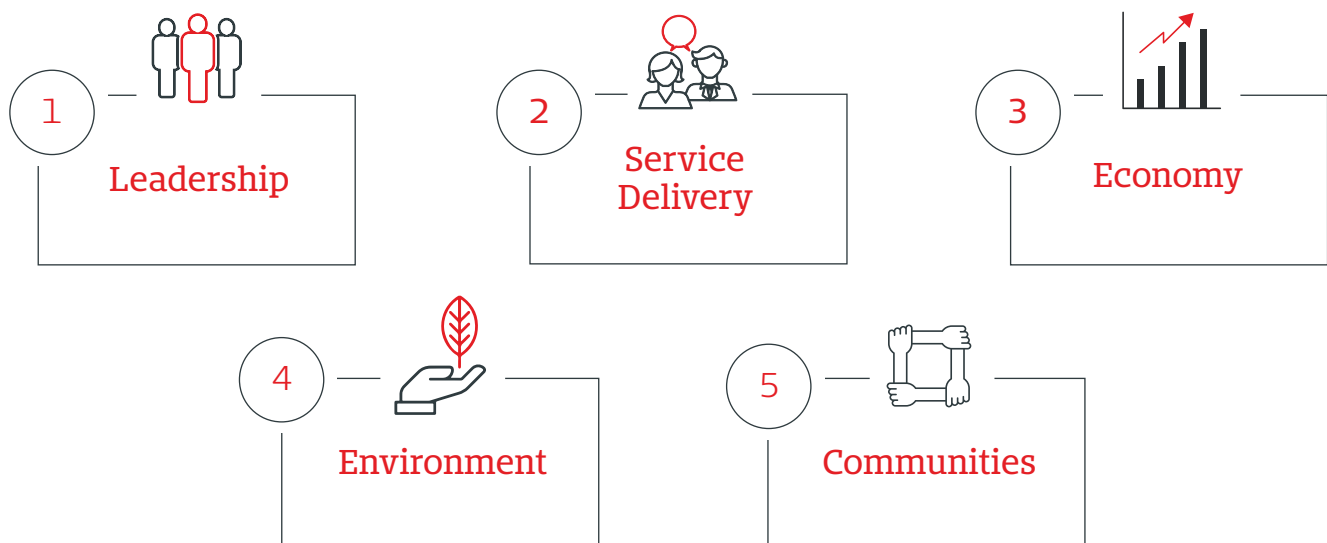 1
Leadership
2
Service
Delivery
3
Economy
4
Environment
5
Communities